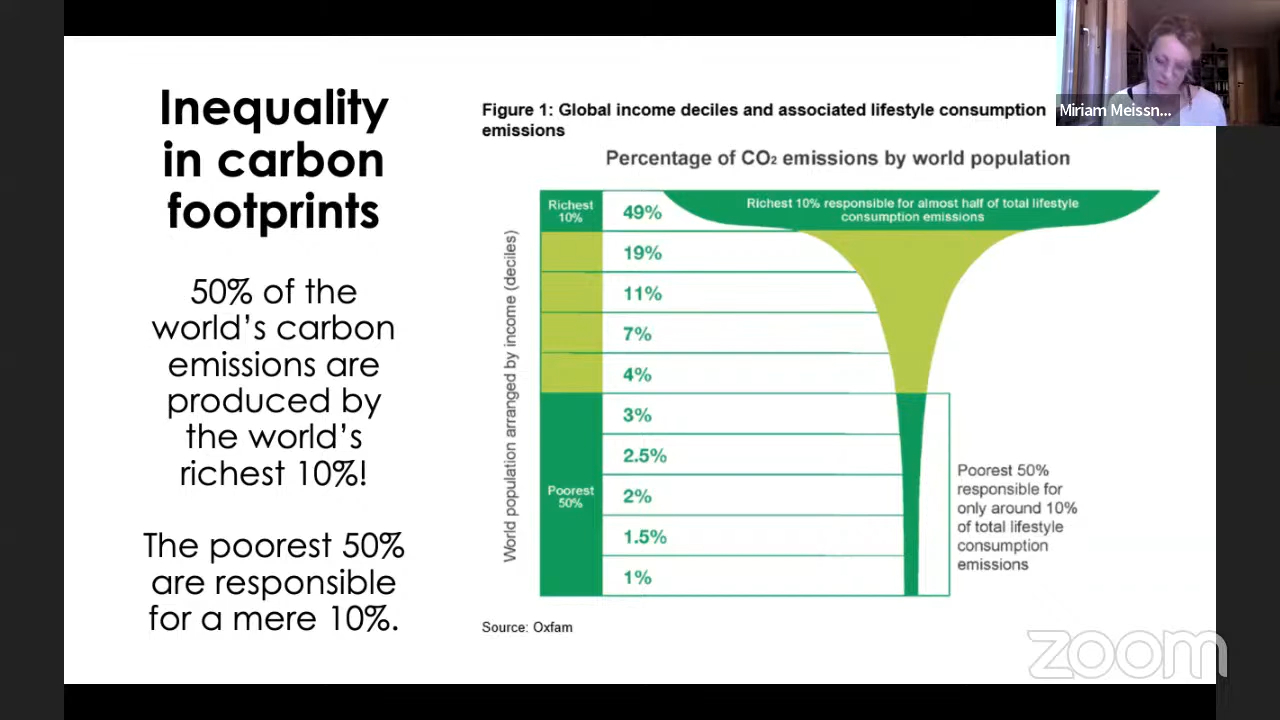 Inequality
in carbon
footprints
50% of the
world's carbon
emissions are
produced by
the world's
richest 10%!
The poorest 50%
are responsible
for a mere 10%.
Figure 1: Global income deciles and associated lifestyle consumption
emissions
Percentage of CO₂ emissions by world population
World population arranged by income (deciles)
Richest
10%
49%
Richest 10% responsible for almost half of total lifestyle
consumption emissions
19%
11%
7%
4%
3%
2.5%
Poorest
50%
2%
1.5%
1%
Poorest 50%
responsible for
only around 10%
of total lifestyle
consumption
emissions
Source: Oxfam
Miriam Meissn...
zoom